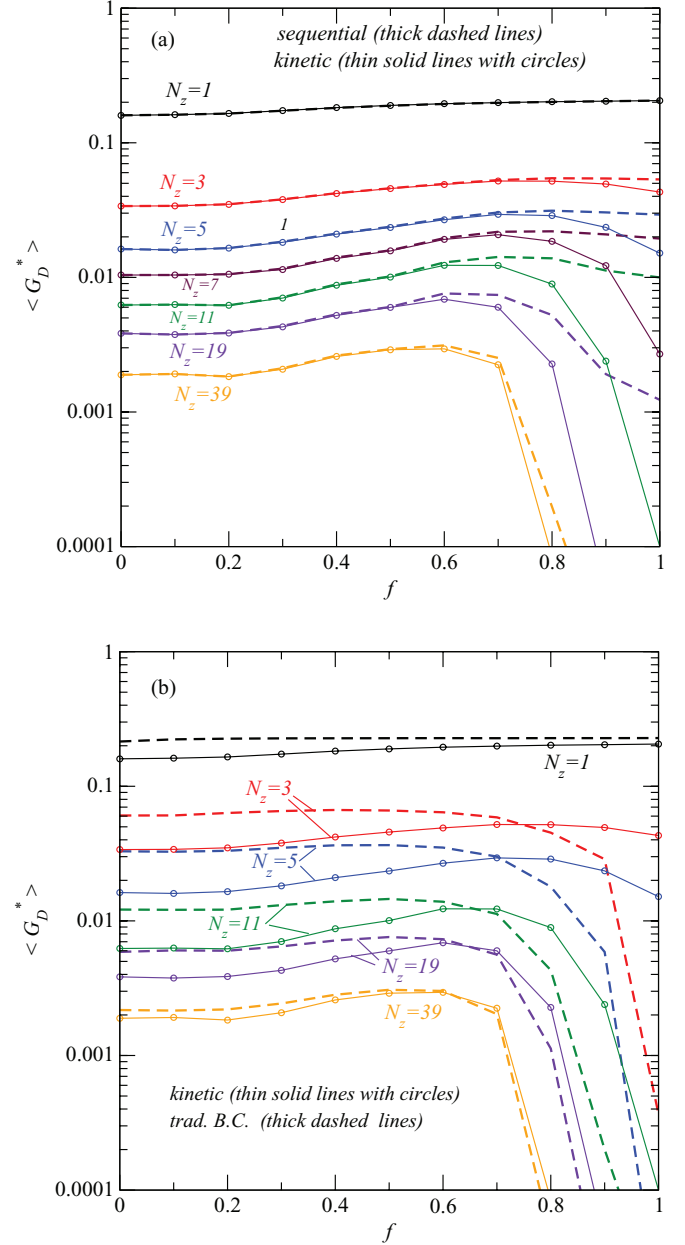 (a)
sequential (thick dashed lines)
kinetic (thin solid lines with circles)
N_z=1
N_z=3
N_z=5
1
N_z=7
N_z=11
N_z=19
N_z=39
1
0.1
0.01
0.001
0.0001
< G_D^* >
0 0.2 0.4 0.6 0.8 1
f
(b)
N_z=1
N_z=3
N_z=5
N_z=11
N_z=19
N_z=39
kinetic (thin solid lines with circles)
trad. B.C. (thick dashed lines)
1
0.1
0.01
0.001
0.0001
< G_D^* >
0 0.2 0.4 0.6 0.8 1
f